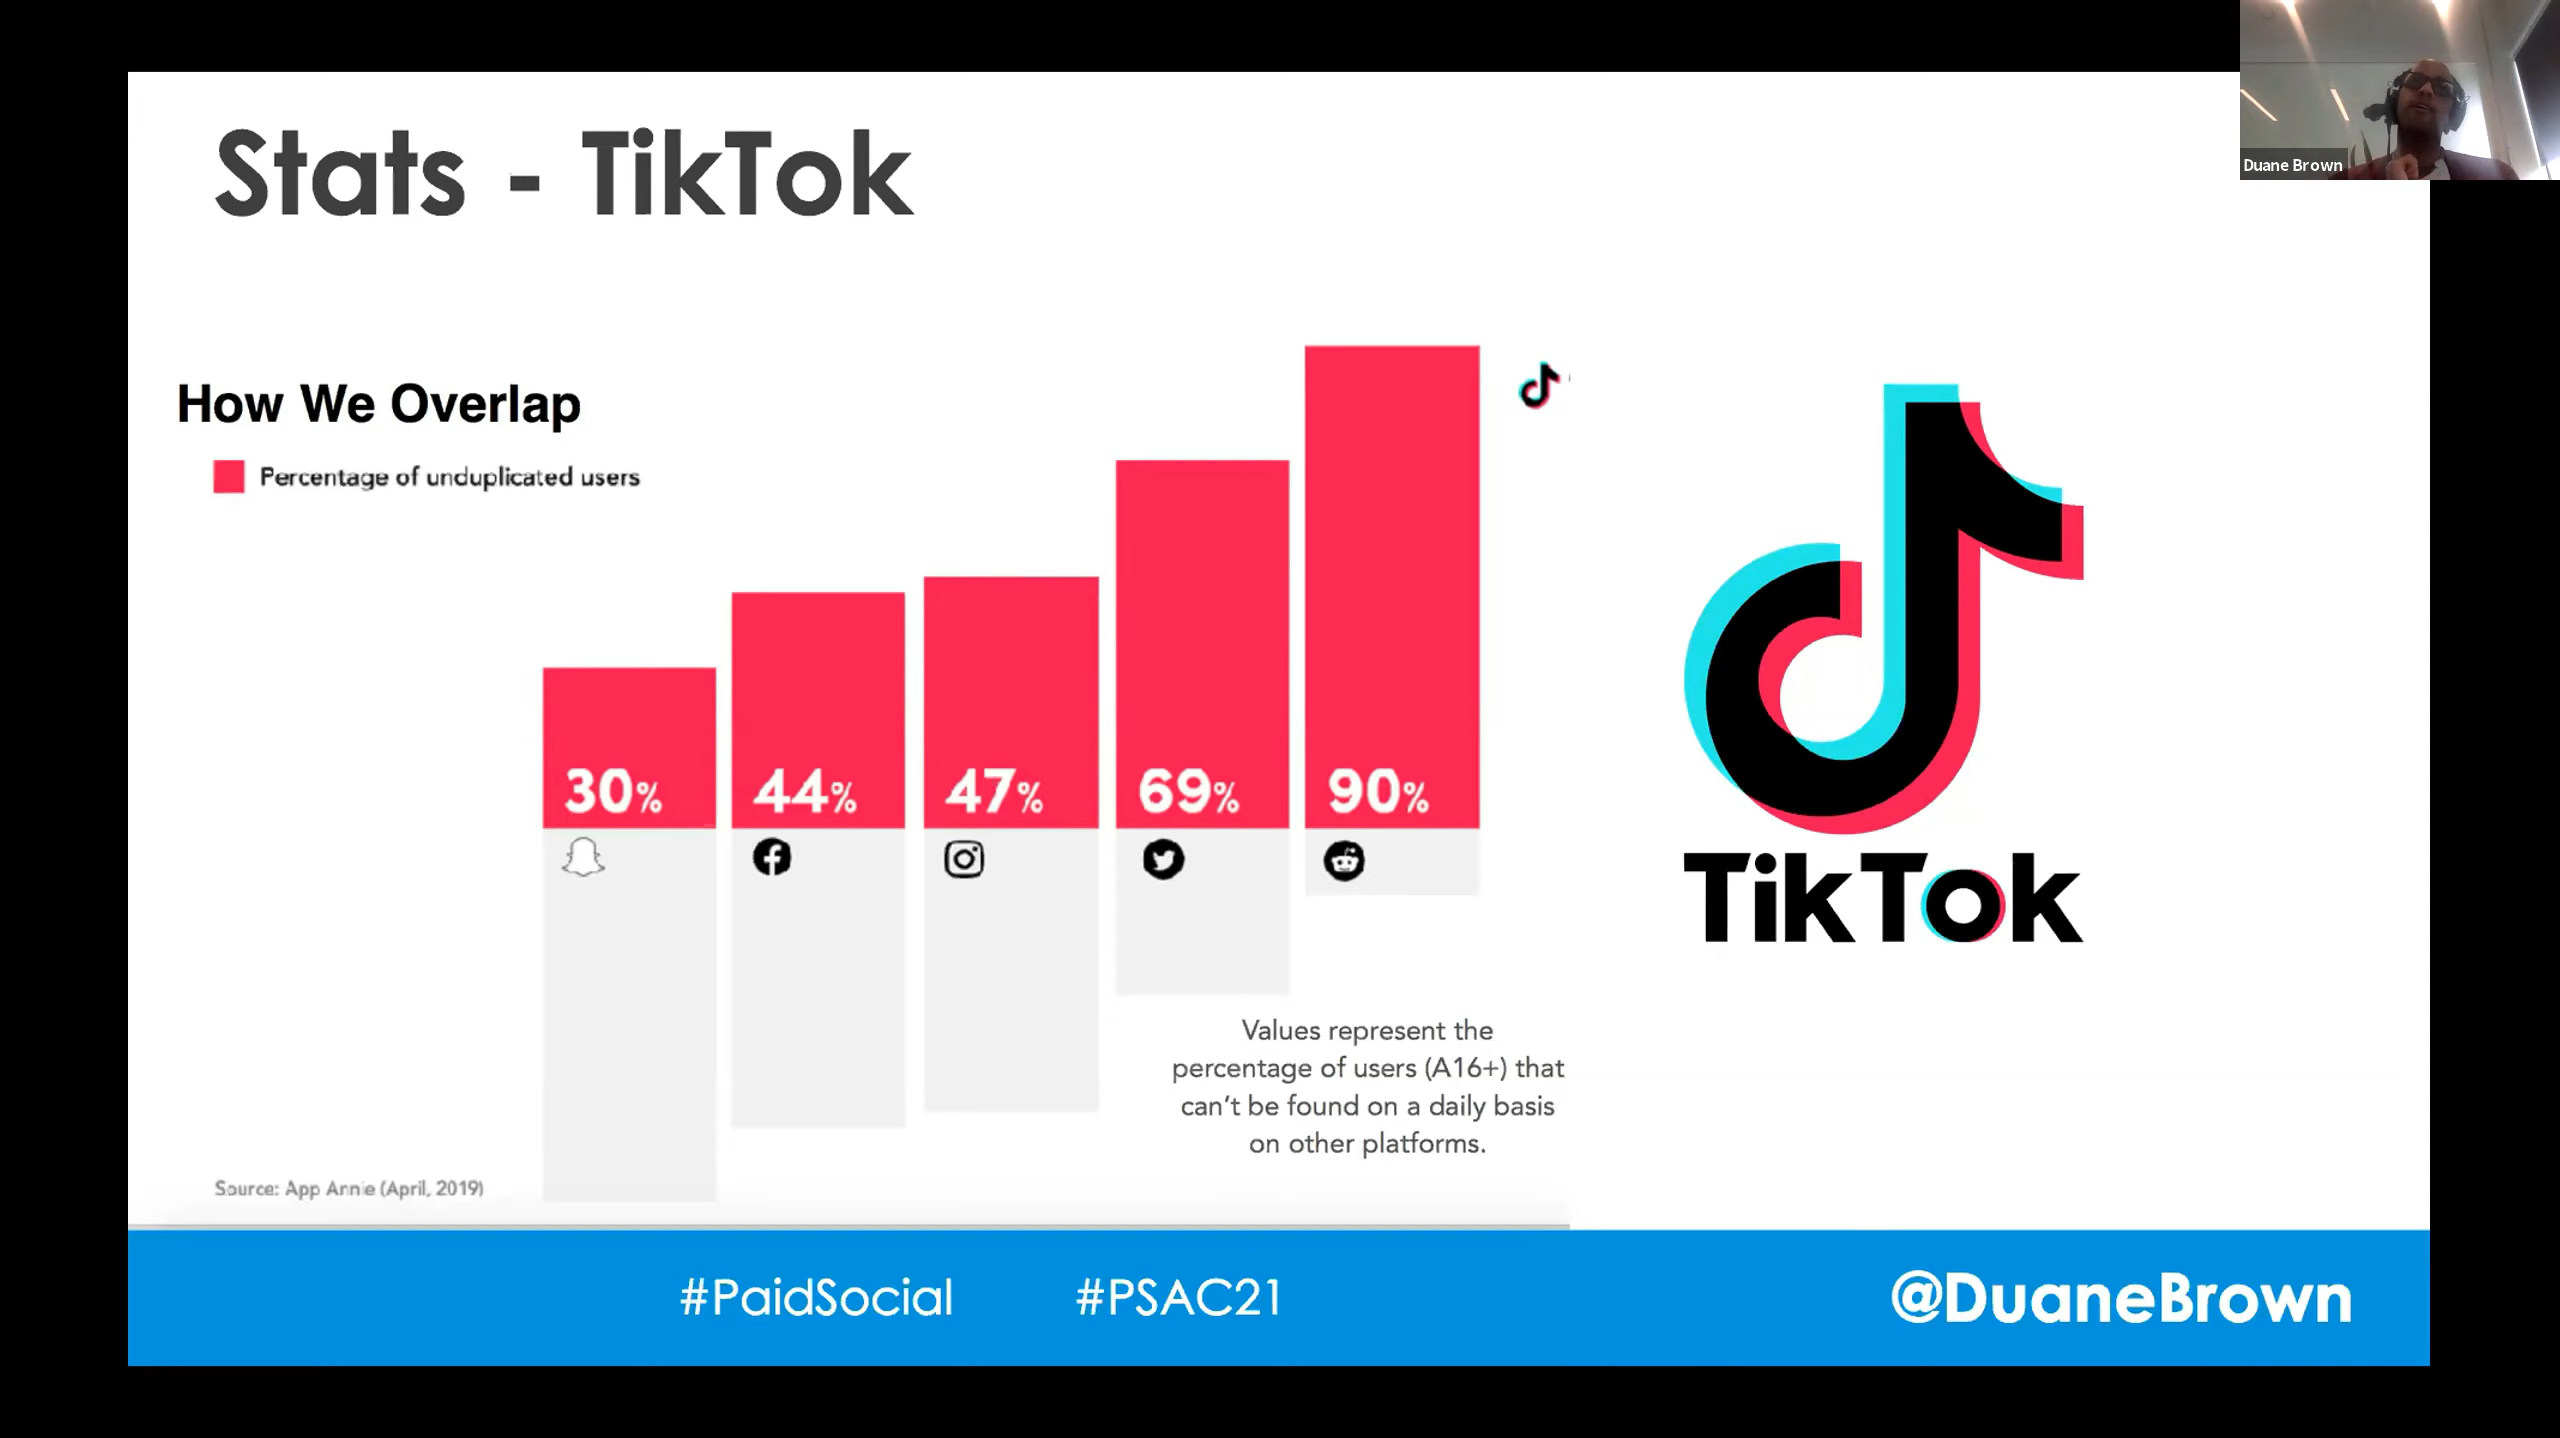 Duane Brown
Stats - TikTok
How We Overlap
Percentage of unduplicated users
30%
44%
47%
69%
90%
TikTok
Values represent the
percentage of users (A16+) that
can't be found on a daily basis
on other platforms.
Source: App Annie (April, 2019)
#PaidSocial
#PSAC21
@DuaneBrown